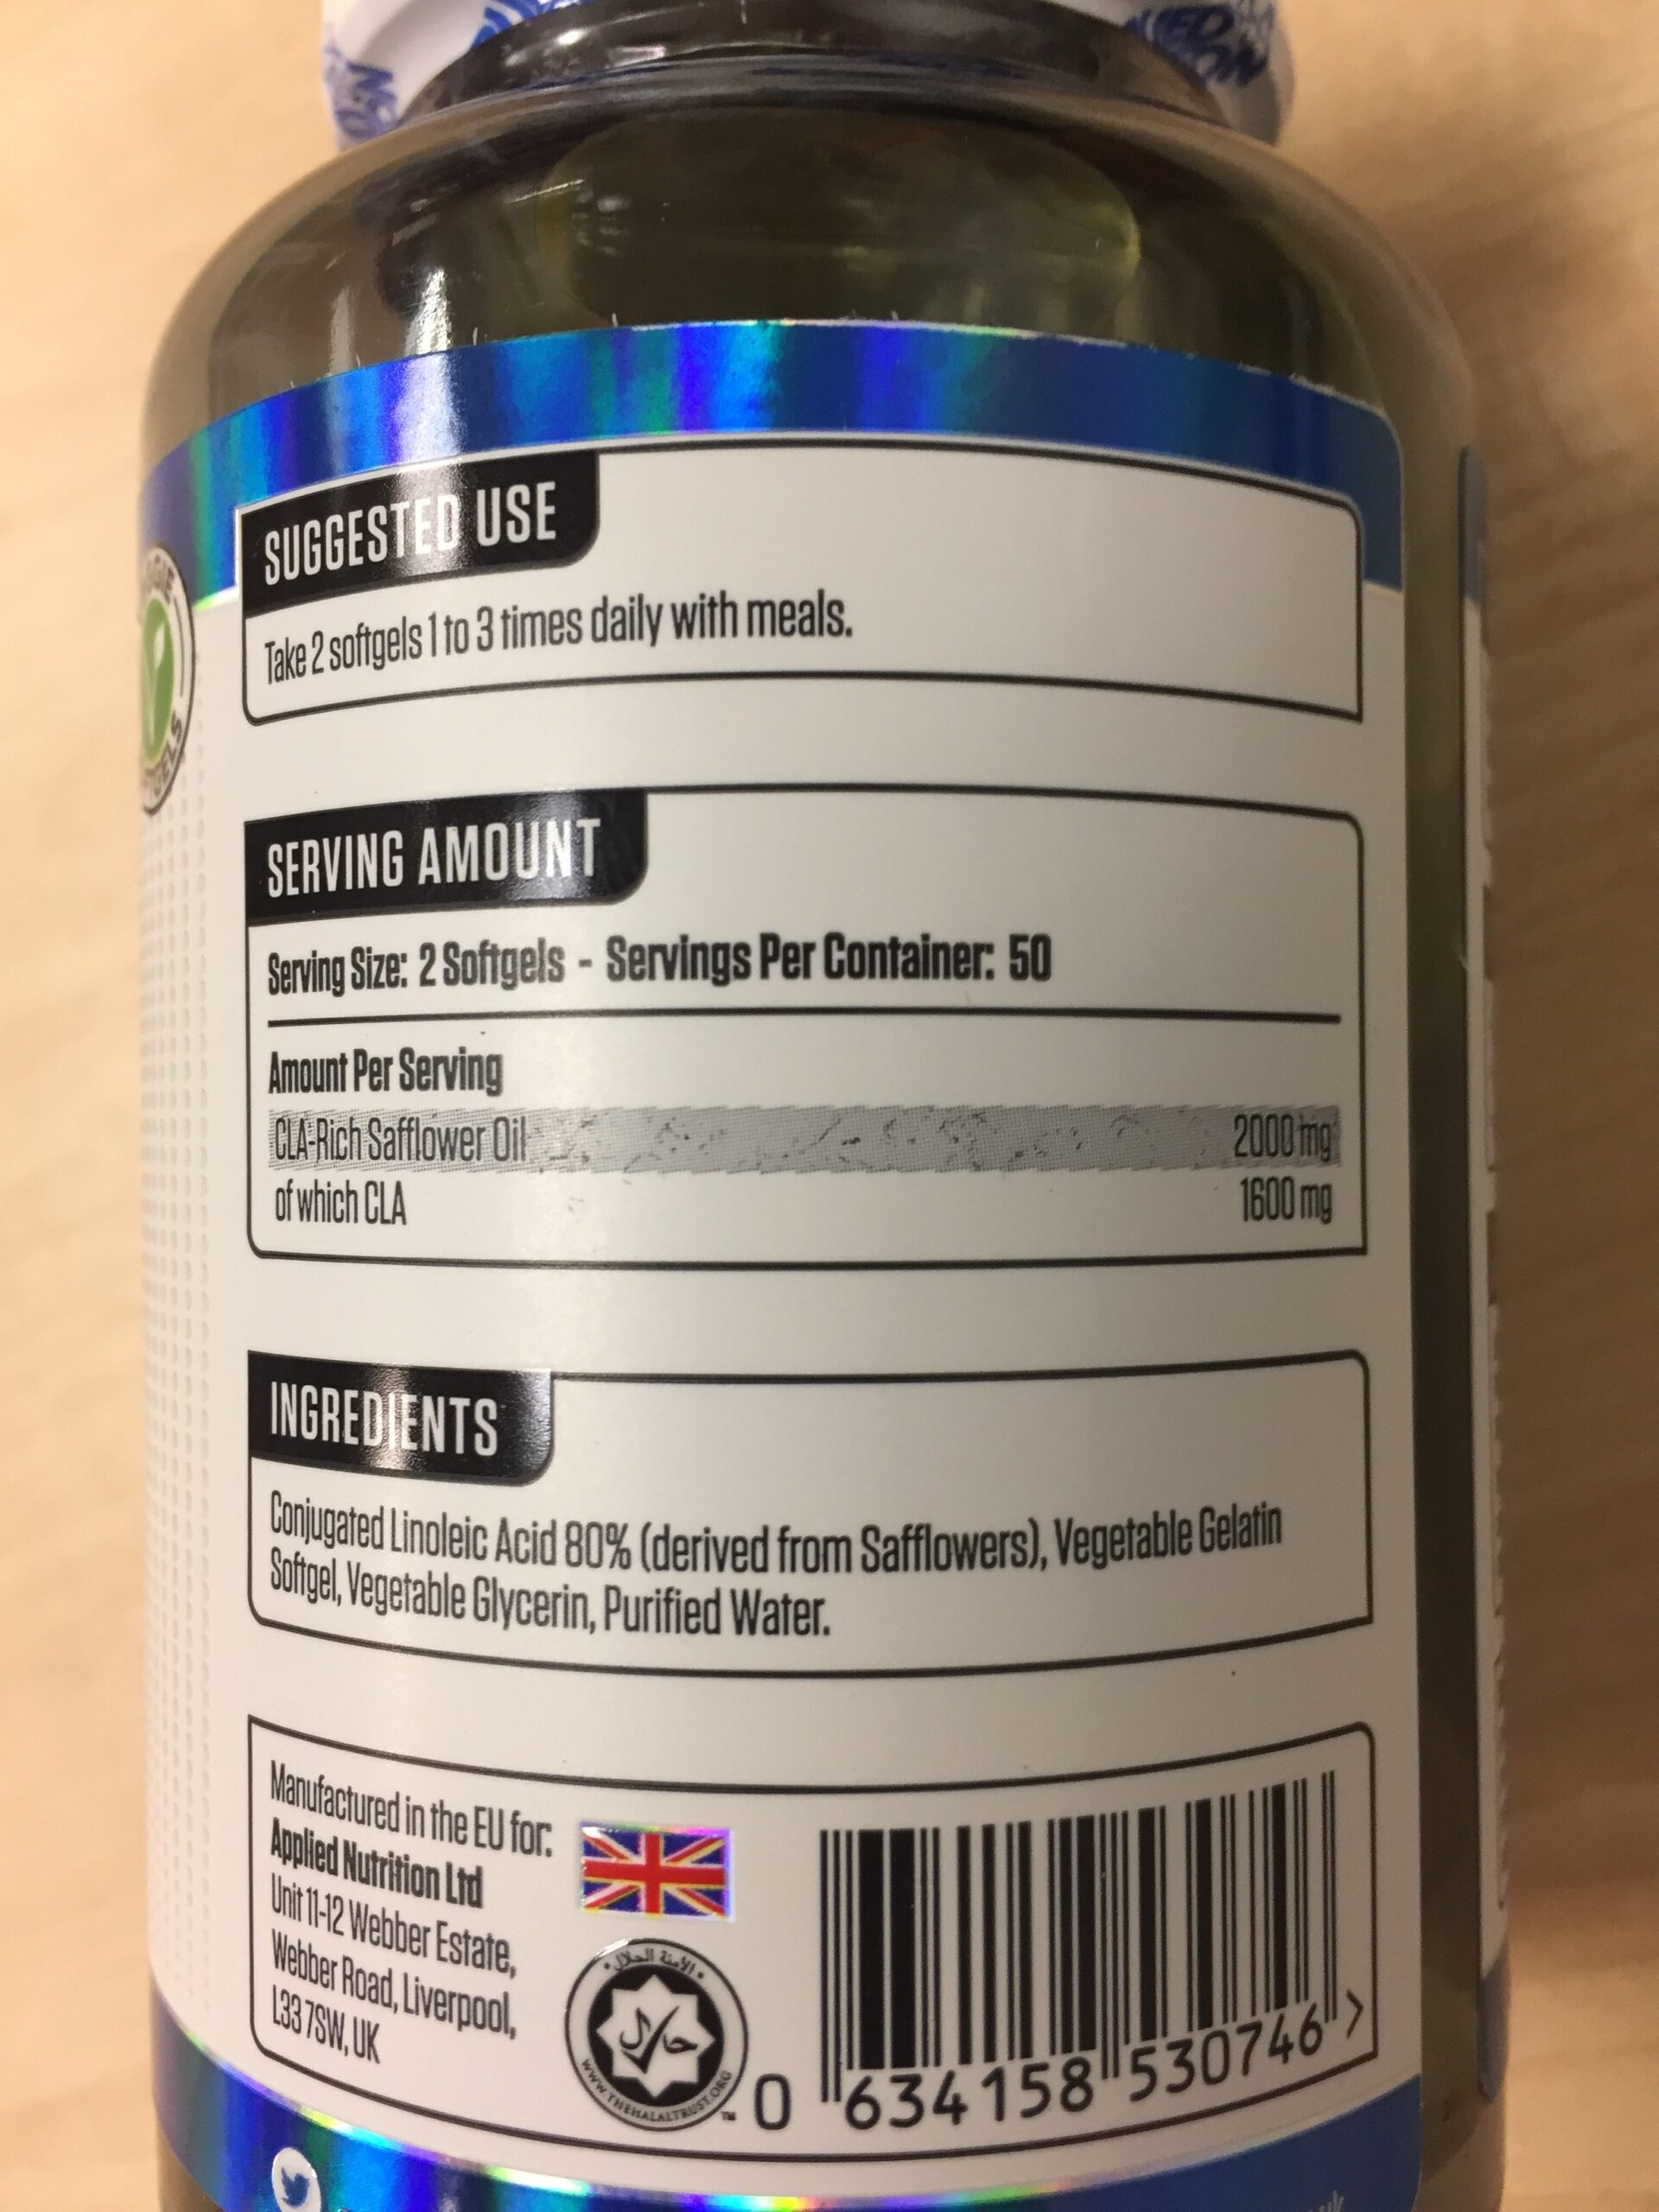 SUGGESTED USE
Take 2 softgels 1 to 3 times daily with meals.
SERVING AMOUNT
Serving Size: 2 Softgels - Servings Per Container: 50
Amount Per Serving
CLA-Rich Safflower Oil 2000 mg
of which CLA 1600 mg
INGREDIENTS
Conjugated Linoleic Acid 80% (derived from Safflowers), Vegetable Gelatin
Softgel, Vegetable Glycerin, Purified Water.
Manufactured in the EU for:
Applied Nutrition Ltd
Unit 11-12 Webber Estate,
Webber Road, Liverpool,
L33 7SW, UK
الأمنة الحلال
حلال
WWW.THEHALALTRUST.ORG
TM
0 634158 530746 >